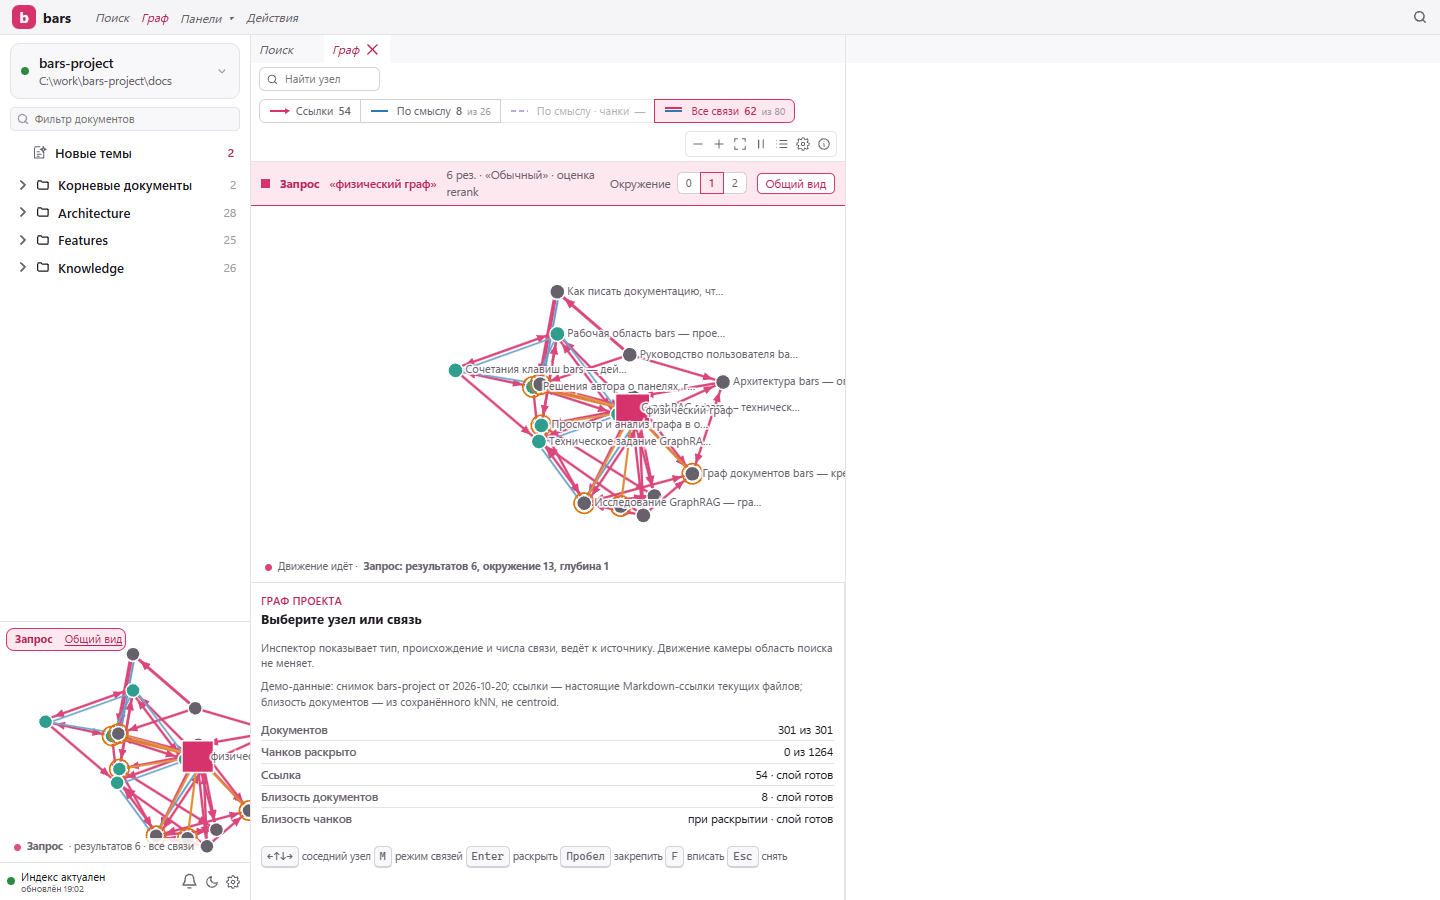 b bars Поиск Граф Панели Действия
bars-project
C:\work\bars-project\docs
Фильтр документов
Новые темы 2
Корневые документы 2
Architecture 28
Features 25
Knowledge 26
Запрос Общий вид
физичес
Запрос · результатов 6 · все связи
Индекс актуален
обновлён 19:02
Поиск Граф
Найти узел
Ссылки 54 По смыслу 8 из 26 По смыслу · чанки — Все связи 62 из 80
Запрос «физический граф» 6 рез. · «Обычный» · оценка
rerank
Окружение 0 1 2 Общий вид
Как писать документацию, чт...
Рабочая область bars — прое...
Руководство пользователя ba...
Сочетания клавиш bars — дей...
Архитектура bars — оп
Решения автора о панелях, г...
— техническ...
физический граф
Просмотр и анализ графа в о...
Техническое задание GraphRA...
Граф документов bars — кре
Исследование GraphRAG — гра...
Движение идёт · Запрос: результатов 6, окружение 13, глубина 1
ГРАФ ПРОЕКТА
Выберите узел или связь
Инспектор показывает тип, происхождение и числа связи, ведёт к источнику. Движение камеры область поиска
не меняет.
Демо-данные: снимок bars-project от 2026-10-20; ссылки — настоящие Markdown-ссылки текущих файлов;
близость документов — из сохранённого kNN, не centroid.
Документов 301 из 301
Чанков раскрыто 0 из 1264
Ссылка 54 · слой готов
Близость документов 8 · слой готов
Близость чанков при раскрытии · слой готов
←↑↓→ соседний узел M режим связей Enter раскрыть Пробел закрепить F вписать Esc снять